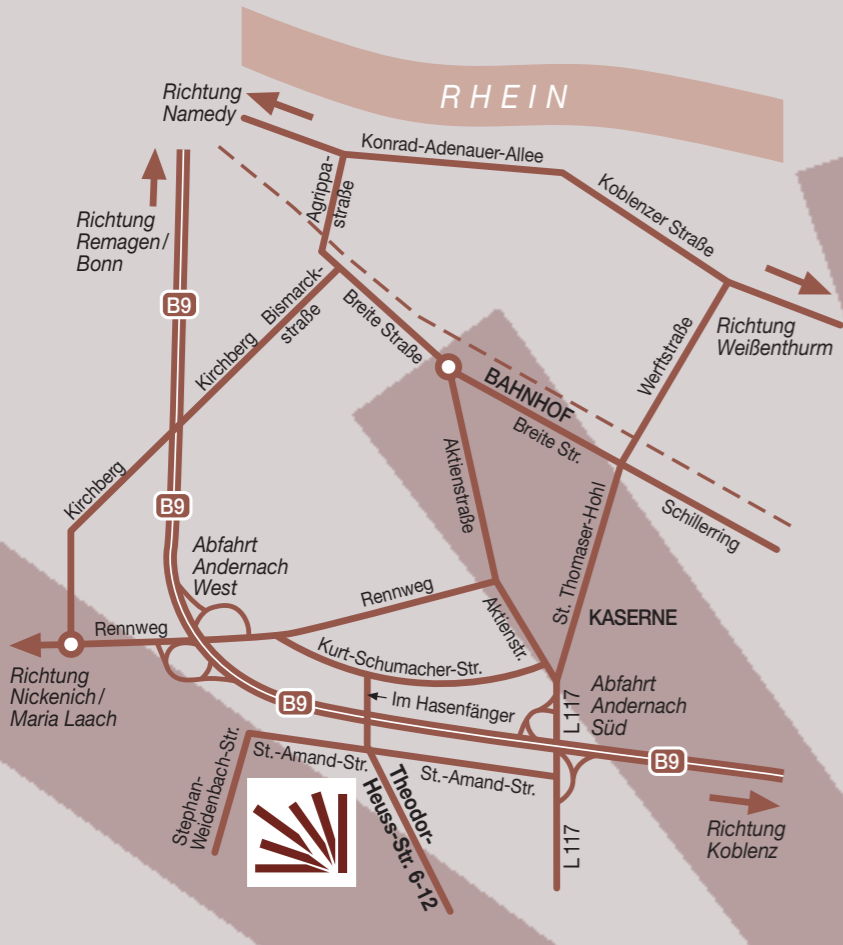 RHEIN
Richtung
Namedy
Konrad-Adenauer-Allee
Agrippa-
straße
Koblenzer Straße
Richtung
Remagen/
Bonn
B9
Bismarck-
straße
Kirchberg
Breite Straße
Werftstraße
Richtung
Weißenthurm
BAHNHOF
Breite Str.
Aktienstraße
Kirchberg
B9
Schillerring
Abfahrt
Andernach
West
St. Thomaser-Hohl
Rennweg
Aktienstr.
KASERNE
Rennweg
Kurt-Schumacher-Str.
Richtung
Nickenich/
Maria Laach
Im Hasenfänger
B9
L 117
Abfahrt
Andernach
Süd
B9
Stephan-
Weidenbach-Str.
St.-Amand-Str.
St.-Amand-Str.
Theodor-
Heuss-Str. 6-12
L 117
Richtung
Koblenz